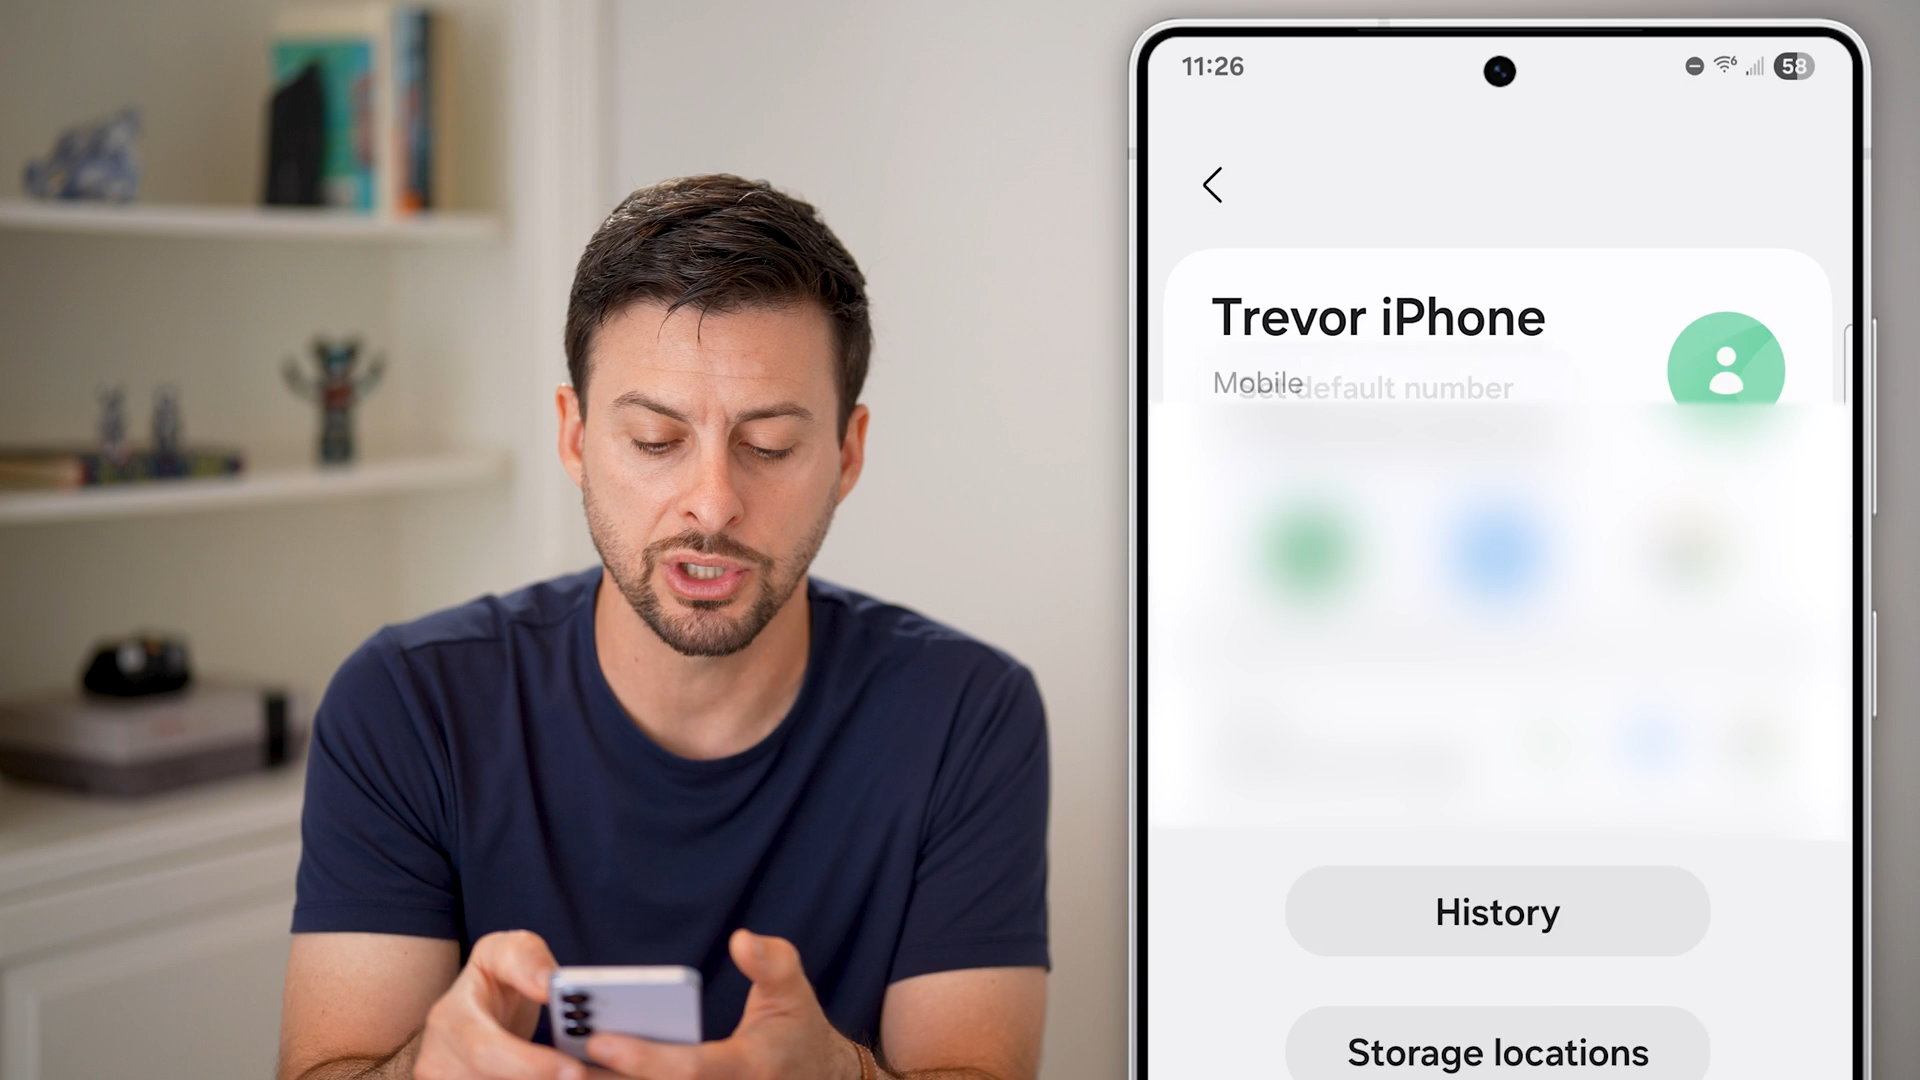 11:26
58
Trevor iPhone
Mobile
default number
History
Storage locations